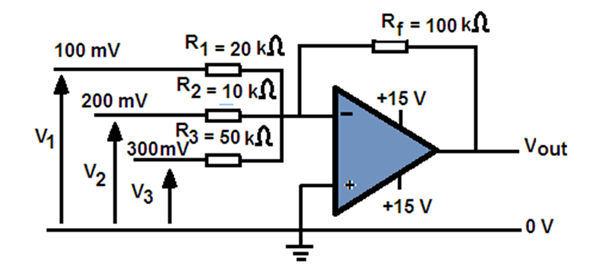 Rf = 100 kΩ
100 mV
R1 = 20 kΩ
R2 = 10 kΩ
200 mV
+15 V
−
R3 = 50 kΩ
V1
300mV
Vout
V2
V3
+
+15 V
0 V